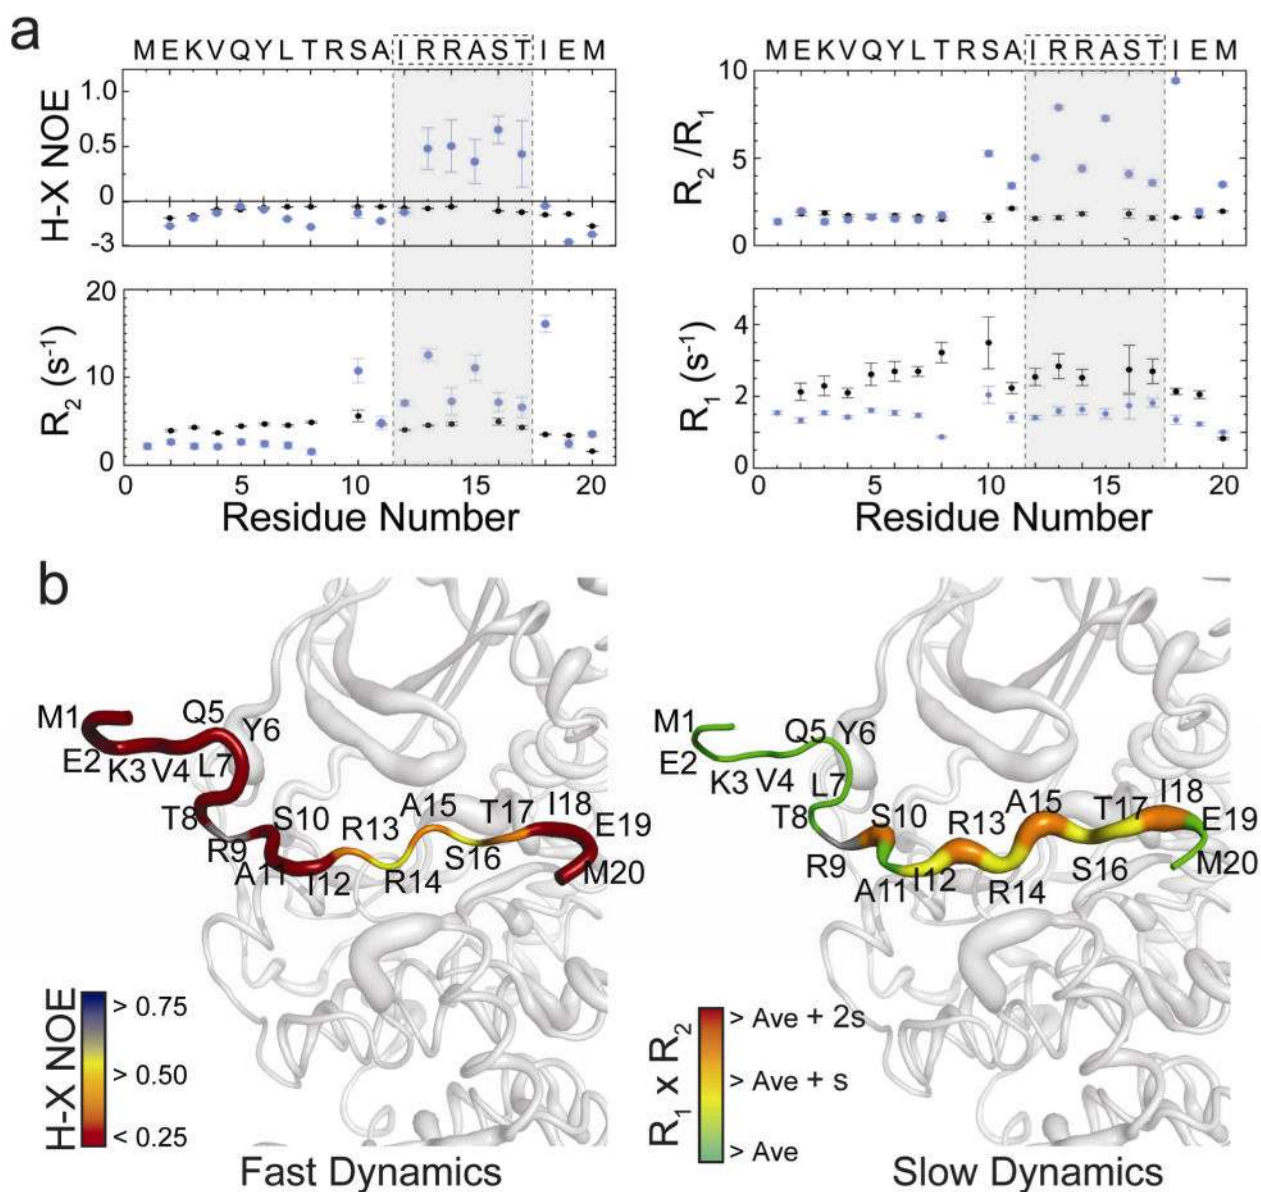 a
M E K V Q Y L T R S A I R R A S T I E M
H-X NOE
1.0
0.5
0
-3
R2 (s-1)
20
10
0
0 5 10 15 20
Residue Number
M E K V Q Y L T R S A I R R A S T I E M
R2 /R1
10
5
0
R1 (s-1)
4
2
0
0 5 10 15 20
Residue Number
b
M1
E2
K3
V4
Q5
Y6
L7
T8
R9
S10
A11
I12
R13
R14
A15
S16
T17
I18
E19
M20
H-X NOE
> 0.75
> 0.50
< 0.25
Fast Dynamics
M1
E2
K3
V4
Q5
Y6
L7
T8
R9
S10
A11
I12
R13
R14
A15
S16
T17
I18
E19
M20
R1 x R2
> Ave + 2s
> Ave + s
> Ave
Slow Dynamics